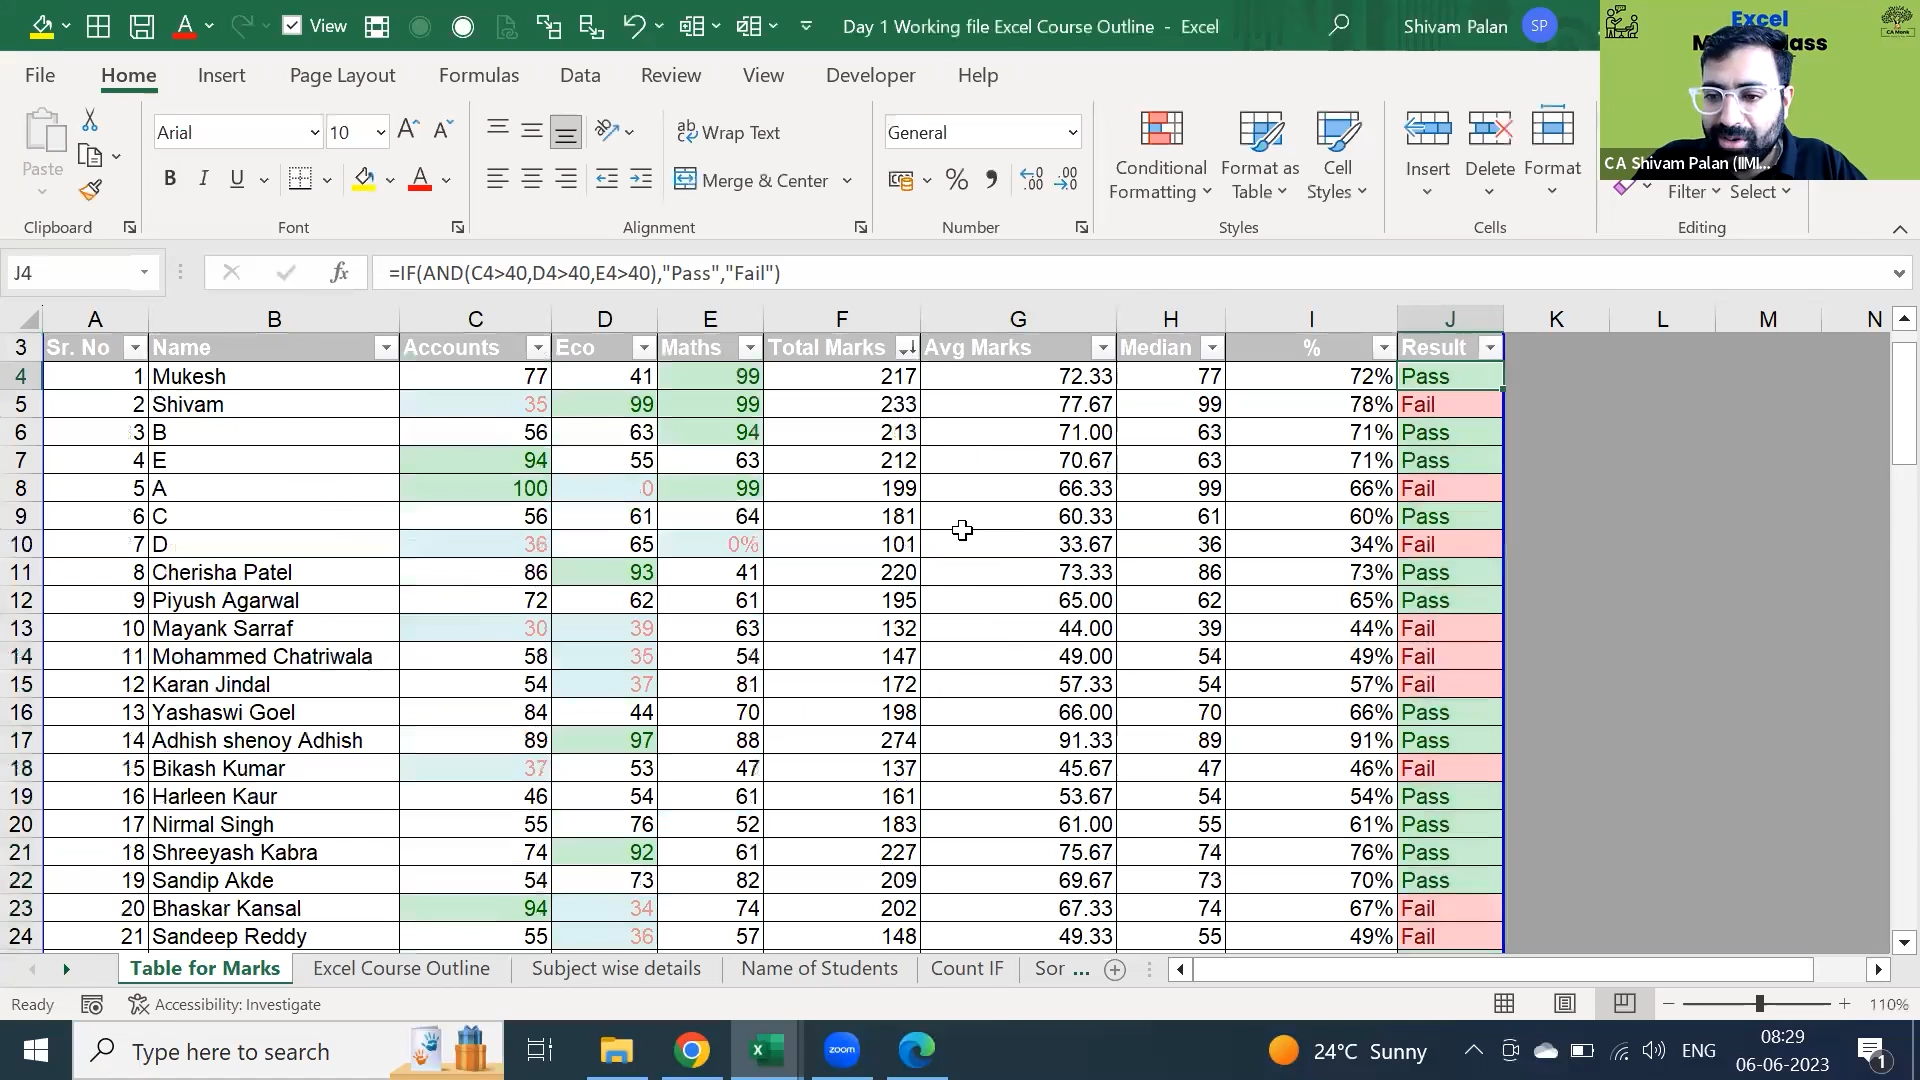 View
Day 1 Working file Excel Course Outline - Excel
Shivam Palan
SP
Excel
CA Shivam Palan (IIMI...
File Home Insert Page Layout Formulas Data Review View Developer Help
Paste
Clipboard
Arial
10
B I U
Font
Wrap Text
Merge & Center
Alignment
General
Number
Conditional Formatting
Format as Table
Cell Styles
Styles
Insert
Delete
Format
Cells
Filter
Select
Editing
J4
fx
=IF(AND(C4>40,D4>40,E4>40),"Pass","Fail")
A B C D E F G H I J K L M N
3 Sr. No Name Accounts Eco Maths Total Marks Avg Marks Median % Result
4 1 Mukesh 77 41 99 217 72.33 77 72% Pass
5 2 Shivam 35 99 99 233 77.67 99 78% Fail
6 3 B 56 63 94 213 71.00 63 71% Pass
7 4 E 94 55 63 212 70.67 63 71% Pass
8 5 A 100 0 99 199 66.33 99 66% Fail
9 6 C 56 61 64 181 60.33 61 60% Pass
10 7 D 36 65 0% 101 33.67 36 34% Fail
11 8 Cherisha Patel 86 93 41 220 73.33 86 73% Pass
12 9 Piyush Agarwal 72 62 61 195 65.00 62 65% Pass
13 10 Mayank Sarraf 30 39 63 132 44.00 39 44% Fail
14 11 Mohammed Chatriwala 58 35 54 147 49.00 54 49% Fail
15 12 Karan Jindal 54 37 81 172 57.33 54 57% Fail
16 13 Yashaswi Goel 84 44 70 198 66.00 70 66% Pass
17 14 Adhish shenoy Adhish 89 97 88 274 91.33 89 91% Pass
18 15 Bikash Kumar 37 53 47 137 45.67 47 46% Fail
19 16 Harleen Kaur 46 54 61 161 53.67 54 54% Pass
20 17 Nirmal Singh 55 76 52 183 61.00 55 61% Pass
21 18 Shreeyash Kabra 74 92 61 227 75.67 74 76% Pass
22 19 Sandip Akde 54 73 82 209 69.67 73 70% Pass
23 20 Bhaskar Kansal 94 34 74 202 67.33 74 67% Fail
24 21 Sandeep Reddy 55 36 57 148 49.33 55 49% Fail
Table for Marks Excel Course Outline Subject wise details Name of Students Count IF Sor ...
Ready Accessibility: Investigate 110%
Type here to search
zoom
24°C Sunny
ENG
08:29
06-06-2023
1